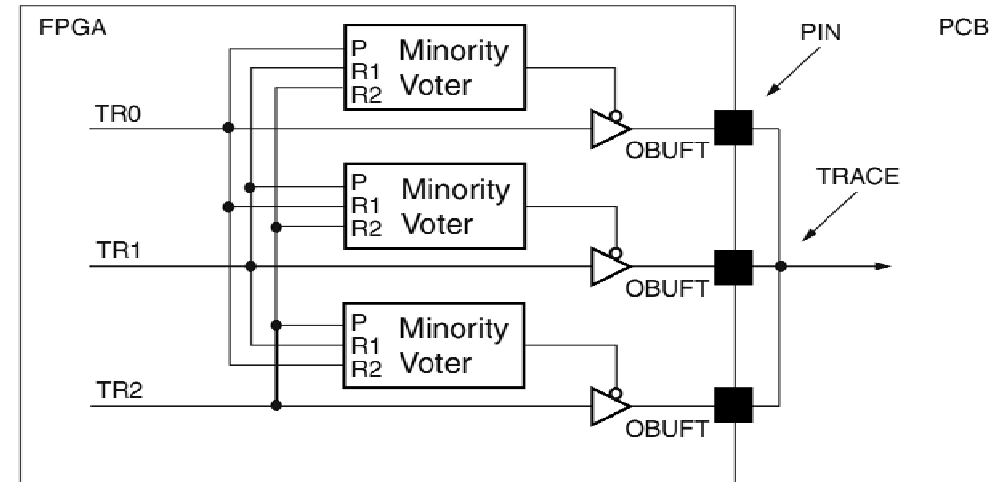 FPGA
PIN
PCB
P
R1
R2
Minority
Voter
TR0
OBUFT
TRACE
P
R1
R2
Minority
Voter
TR1
OBUFT
P
R1
R2
Minority
Voter
TR2
OBUFT